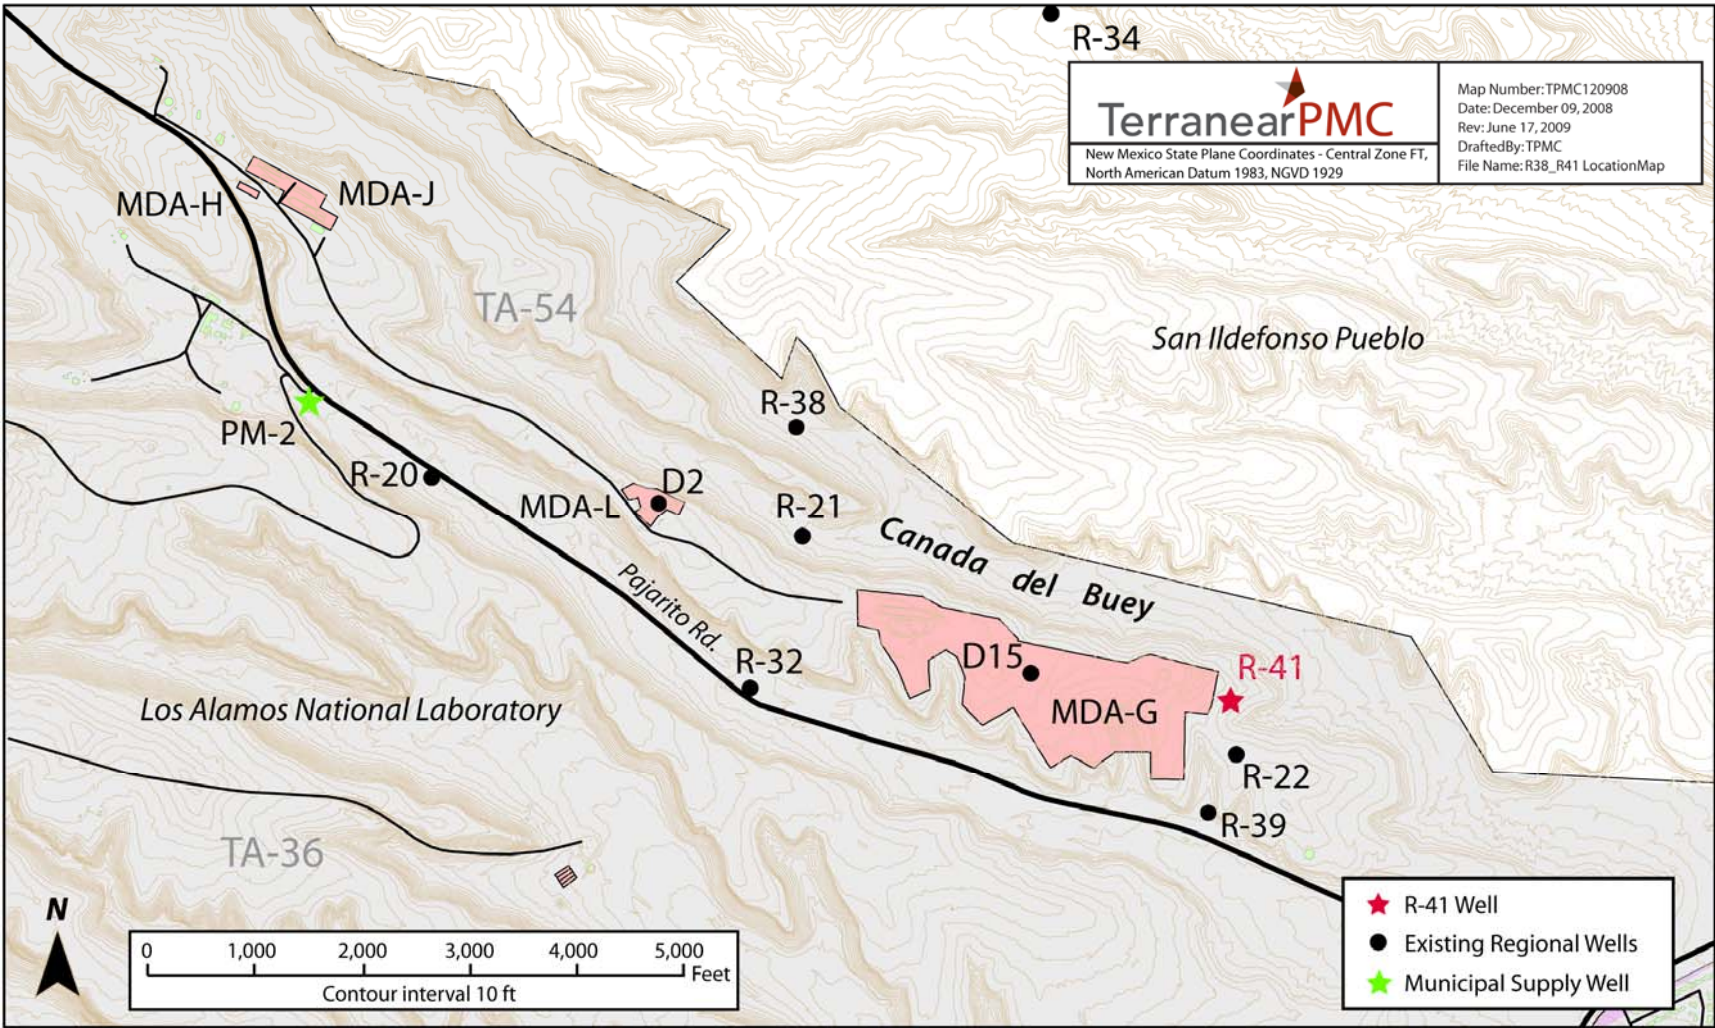 R-34
TerranearPMC
New Mexico State Plane Coordinates - Central Zone FT,
North American Datum 1983, NGVD 1929
Map Number: TPMC120908
Date: December 09, 2008
Rev: June 17, 2009
DraftedBy: TPMC
File Name: R38_R41 LocationMap
MDA-H
MDA-J
TA-54
San Ildefonso Pueblo
R-38
PM-2
R-20
MDA-L
D2
R-21
Canada del Buey
Pajarito Rd.
R-32
D15
MDA-G
R-41
Los Alamos National Laboratory
R-22
R-39
TA-36
N
0 1,000 2,000 3,000 4,000 5,000
Feet
Contour interval 10 ft
R-41 Well
Existing Regional Wells
Municipal Supply Well